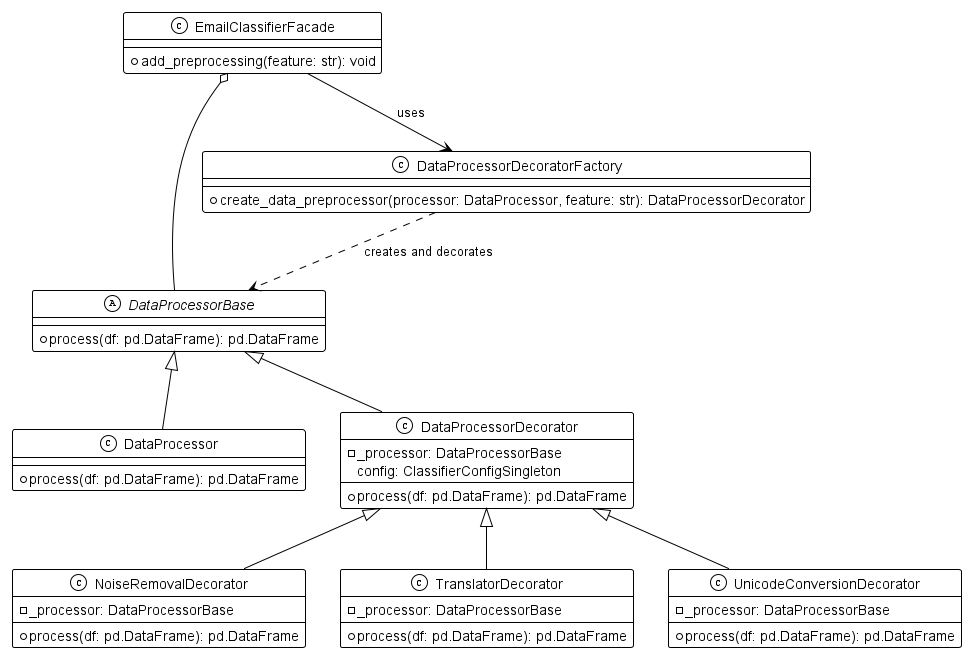 C EmailClassifierFacade
add_preprocessing(feature: str): void
uses
C DataProcessorDecoratorFactory
create_data_preprocessor(processor: DataProcessor, feature: str): DataProcessorDecorator
creates and decorates
A DataProcessorBase
process(df: pd.DataFrame): pd.DataFrame
C DataProcessor
process(df: pd.DataFrame): pd.DataFrame
C DataProcessorDecorator
_processor: DataProcessorBase
config: ClassifierConfigSingleton
process(df: pd.DataFrame): pd.DataFrame
C NoiseRemovalDecorator
_processor: DataProcessorBase
process(df: pd.DataFrame): pd.DataFrame
C TranslatorDecorator
_processor: DataProcessorBase
process(df: pd.DataFrame): pd.DataFrame
C UnicodeConversionDecorator
_processor: DataProcessorBase
process(df: pd.DataFrame): pd.DataFrame